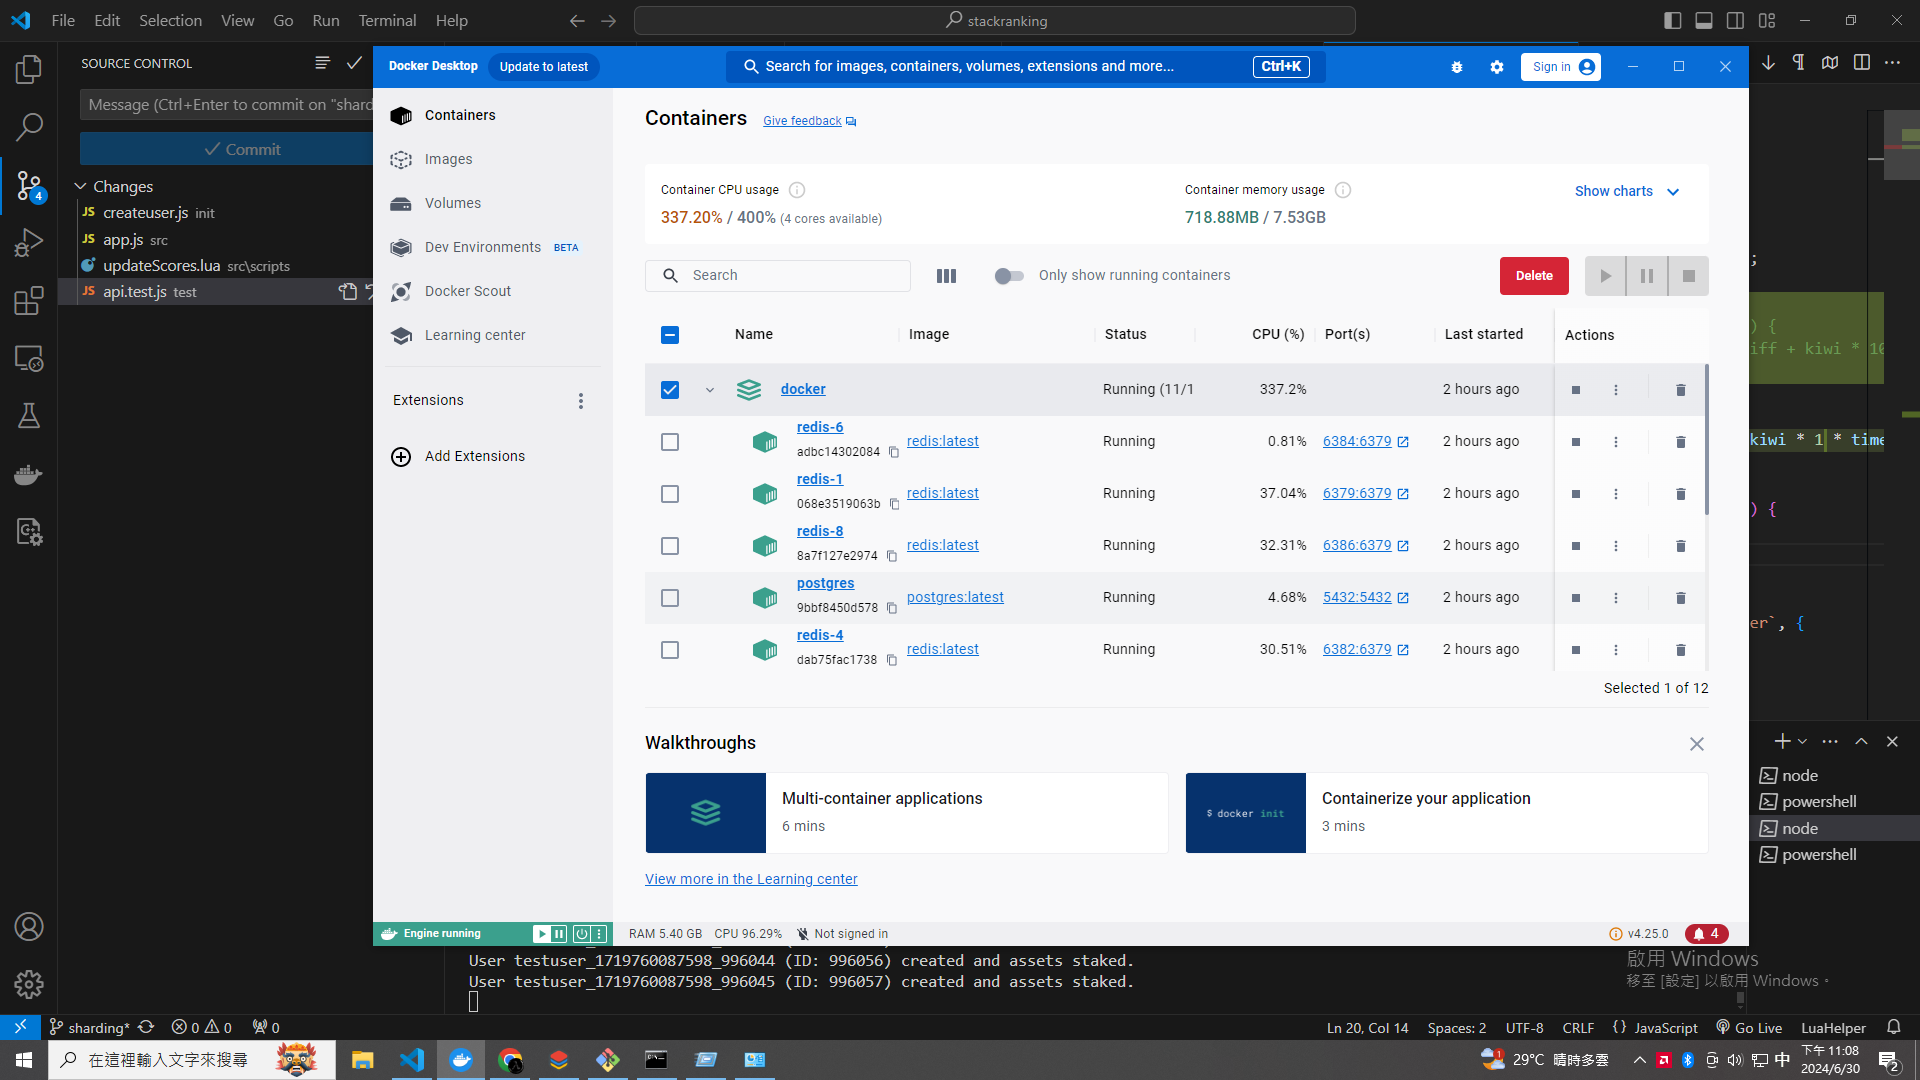 File Edit Selection View Go Run Terminal Help
stackranking
SOURCE CONTROL
Message (Ctrl+Enter to commit on "shard
Commit
4
Changes
JS createuser.js init
JS app.js src
updateScores.lua src\scripts
JS api.test.js test
Docker Desktop
Update to latest
Search for images, containers, volumes, extensions and more...
Ctrl+K
Sign in
Containers
Images
Volumes
Dev Environments BETA
Docker Scout
Learning center
Extensions
Add Extensions
Containers Give feedback
Container CPU usage
337.20% / 400% (4 cores available)
Container memory usage
718.88MB / 7.53GB
Show charts
Search
Only show running containers
Delete
Name Image Status CPU (%) Port(s) Last started Actions
docker Running (11/1 337.2% 2 hours ago
redis-6
adbc14302084 redis:latest Running 0.81% 6384:6379 2 hours ago
redis-1
068e3519063b redis:latest Running 37.04% 6379:6379 2 hours ago
redis-8
8a7f127e2974 redis:latest Running 32.31% 6386:6379 2 hours ago
postgres
9bbf8450d578 postgres:latest Running 4.68% 5432:5432 2 hours ago
redis-4
dab75fac1738 redis:latest Running 30.51% 6382:6379 2 hours ago
Selected 1 of 12
Walkthroughs
Multi-container applications
6 mins
$ docker init
Containerize your application
3 mins
View more in the Learning center
Engine running
RAM 5.40 GB CPU 96.29% Not signed in
v4.25.0
4
;
) {
iff + kiwi * 10
kiwi * 1 * time
) {
er`, {
node
powershell
node
powershell
User testuser_1719760087598_996044 (ID: 996056) created and assets staked.
User testuser_1719760087598_996045 (ID: 996057) created and assets staked.
啟用 Windows
移至 [設定] 以啟用 Windows。
sharding* 0 0 0
Ln 20, Col 14 Spaces: 2 UTF-8 CRLF {} JavaScript Go Live LuaHelper
在這裡輸入文字來搜尋
1
29°C 晴時多雲
中
下午 11:08
2024/6/30
2